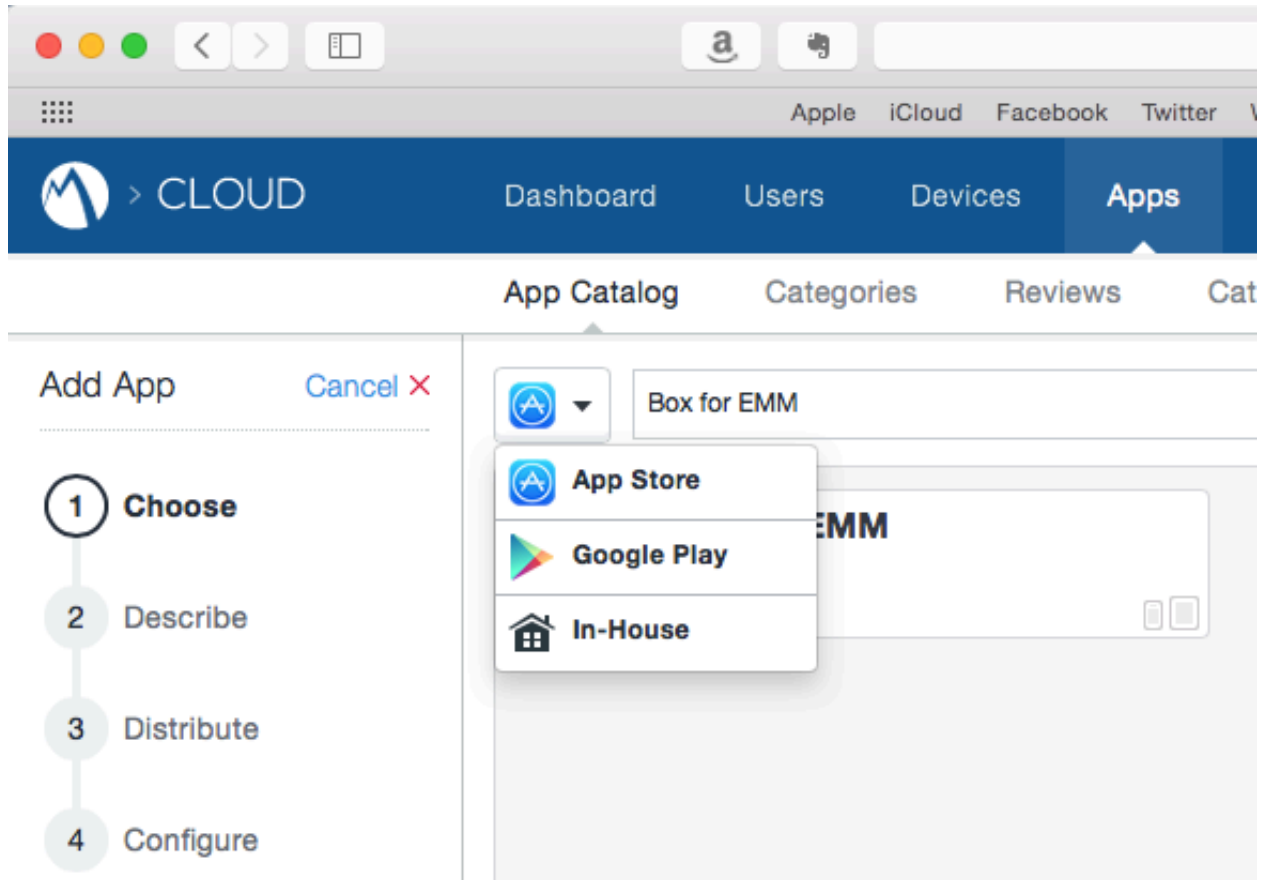 a
Apple iCloud Facebook Twitter
> CLOUD Dashboard Users Devices Apps
App Catalog Categories Reviews Cat
Add App Cancel ×
Box for EMM
App Store
EMM
Google Play
In-House
1 Choose
2 Describe
3 Distribute
4 Configure